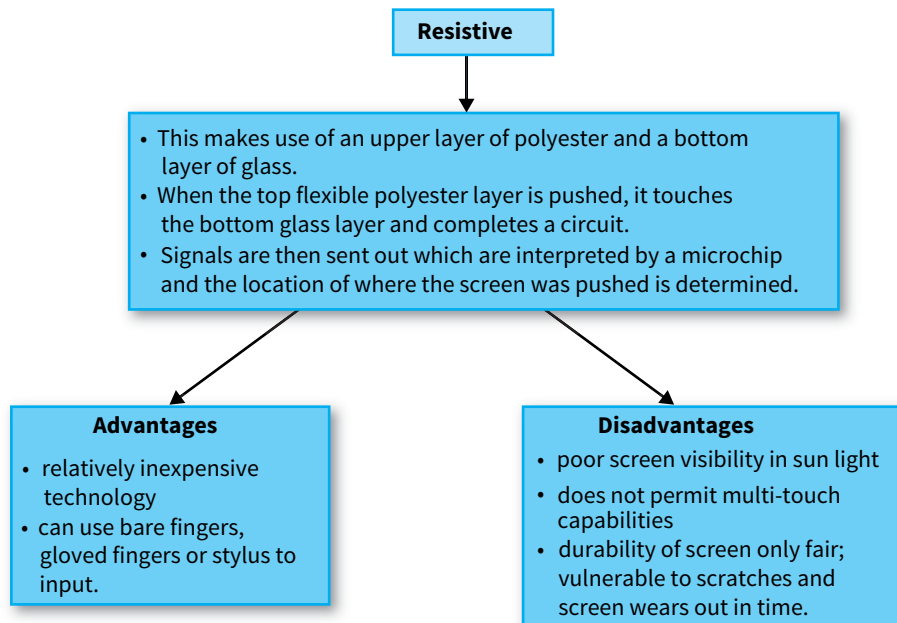 Resistive
• This makes use of an upper layer of polyester and a bottom
layer of glass.
• When the top flexible polyester layer is pushed, it touches
the bottom glass layer and completes a circuit.
• Signals are then sent out which are interpreted by a microchip
and the location of where the screen was pushed is determined.
Advantages
• relatively inexpensive
technology
• can use bare fingers,
gloved fingers or stylus to
input.
Disadvantages
• poor screen visibility in sun light
• does not permit multi-touch
capabilities
• durability of screen only fair;
vulnerable to scratches and
screen wears out in time.